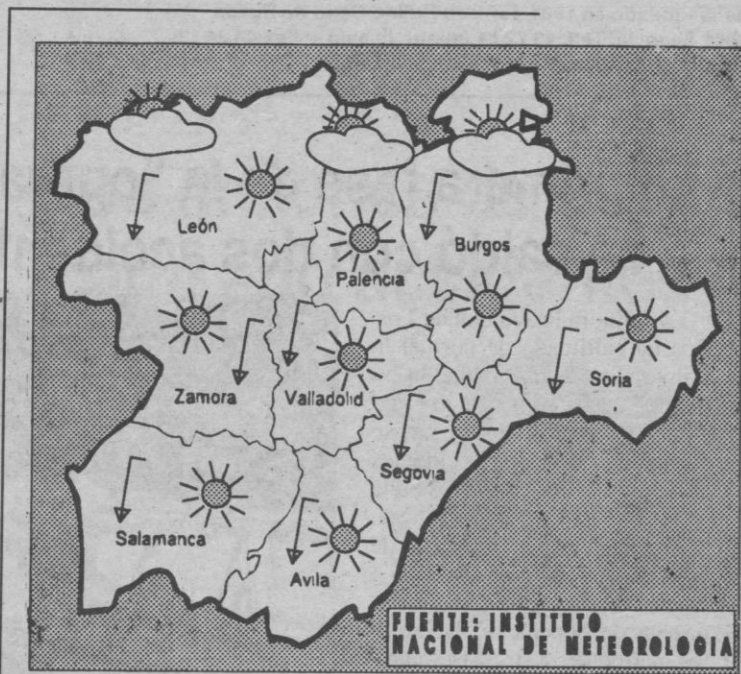 León
Burgos
Palencia
Zamora
Valladolid
Soria
Segovia
Salamanca
Avila
FUENTE: INSTITUTO
NACIONAL DE METEOROLOGIA